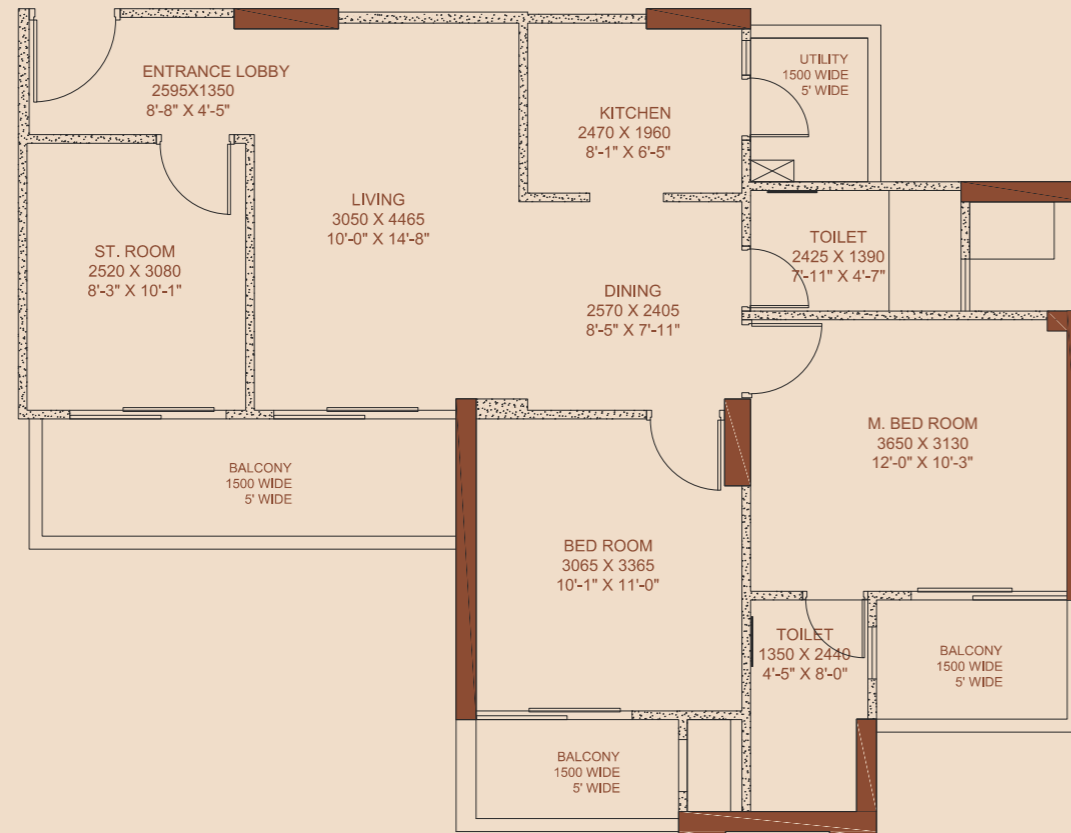 ENTRANCE LOBBY
2595X1350
8'-8" X 4'-5"
UTILITY
1500 WIDE
5' WIDE
KITCHEN
2470 X 1960
8'-1" X 6'-5"
LIVING
3050 X 4465
10'-0" X 14'-8"
ST. ROOM
2520 X 3080
8'-3" X 10'-1"
TOILET
2425 X 1390
7'-11" X 4'-7"
DINING
2570 X 2405
8'-5" X 7'-11"
M. BED ROOM
3650 X 3130
12'-0" X 10'-3"
BALCONY
1500 WIDE
5' WIDE
BED ROOM
3065 X 3365
10'-1" X 11'-0"
TOILET
1350 X 2440
4'-5" X 8'-0"
BALCONY
1500 WIDE
5' WIDE
BALCONY
1500 WIDE
5' WIDE